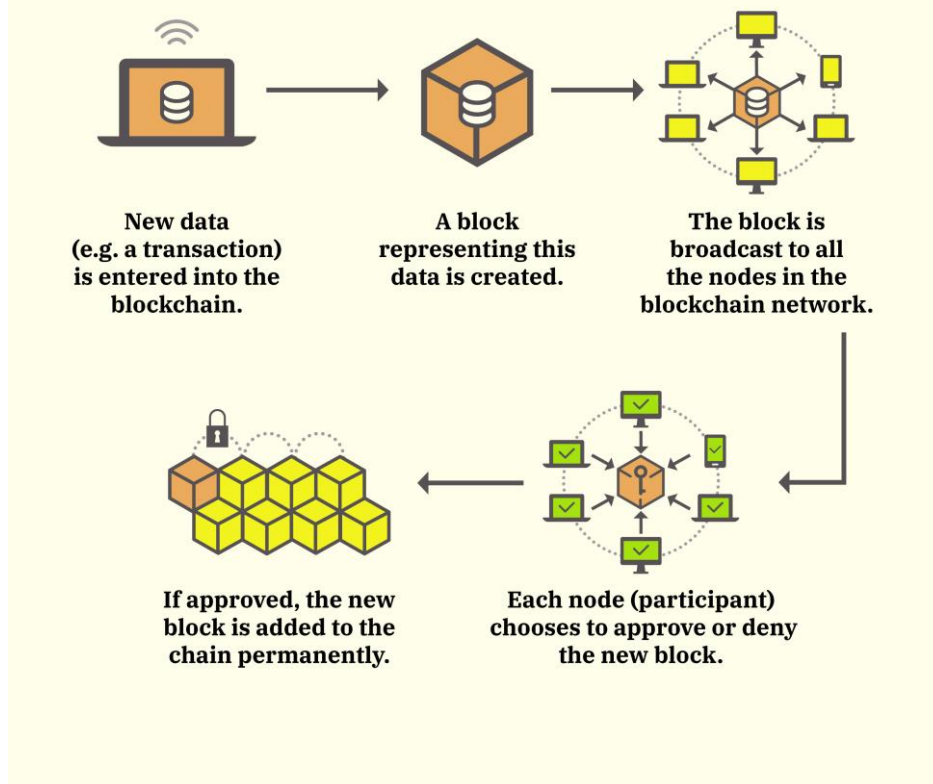 New data
(e.g. a transaction)
is entered into the
blockchain.
A block
representing this
data is created.
The block is
broadcast to all
the nodes in the
blockchain network.
Each node (participant)
chooses to approve or deny
the new block.
If approved, the new
block is added to the
chain permanently.